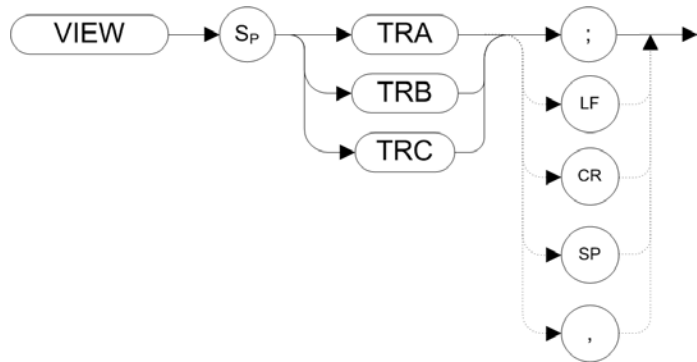 VIEW SP TRA ;
TRB LF
TRC CR
SP
,